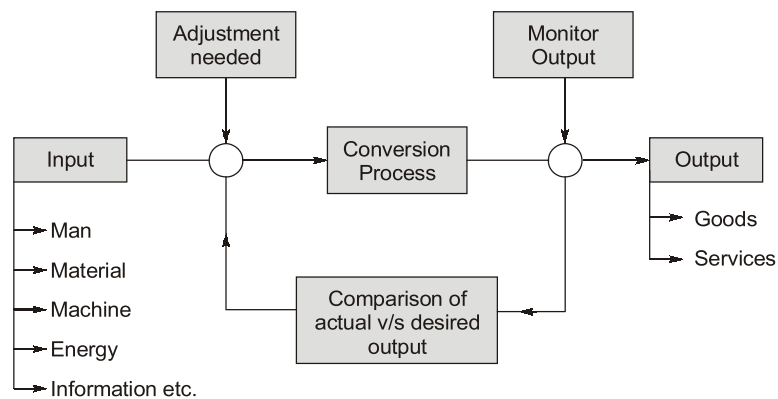 Adjustment
needed
Monitor
Output
Input
Conversion
Process
Output
Man
Material
Machine
Energy
Information etc.
Goods
Services
Comparison of
actual v/s desired
output